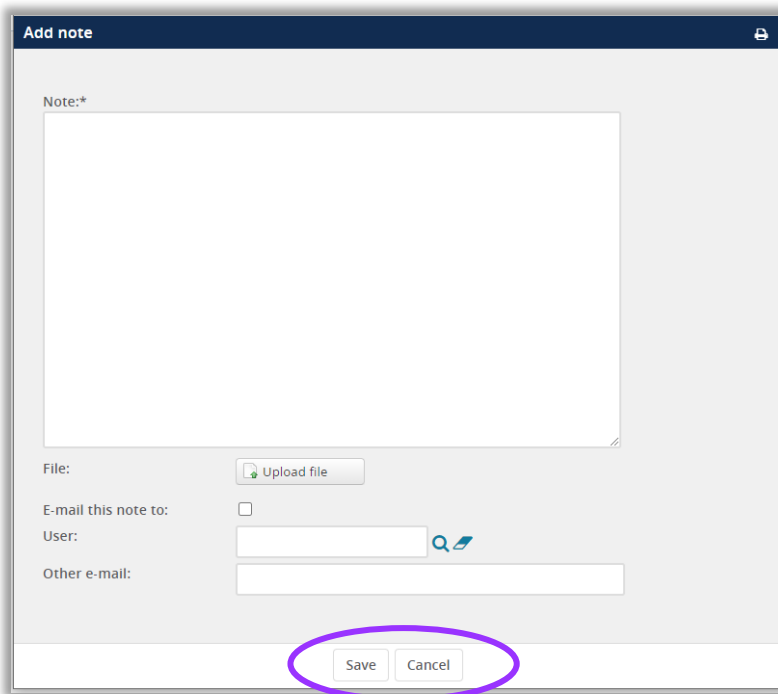 Add note
Note:*
File:
Upload file
E-mail this note to:
User:
Other e-mail:
Save Cancel